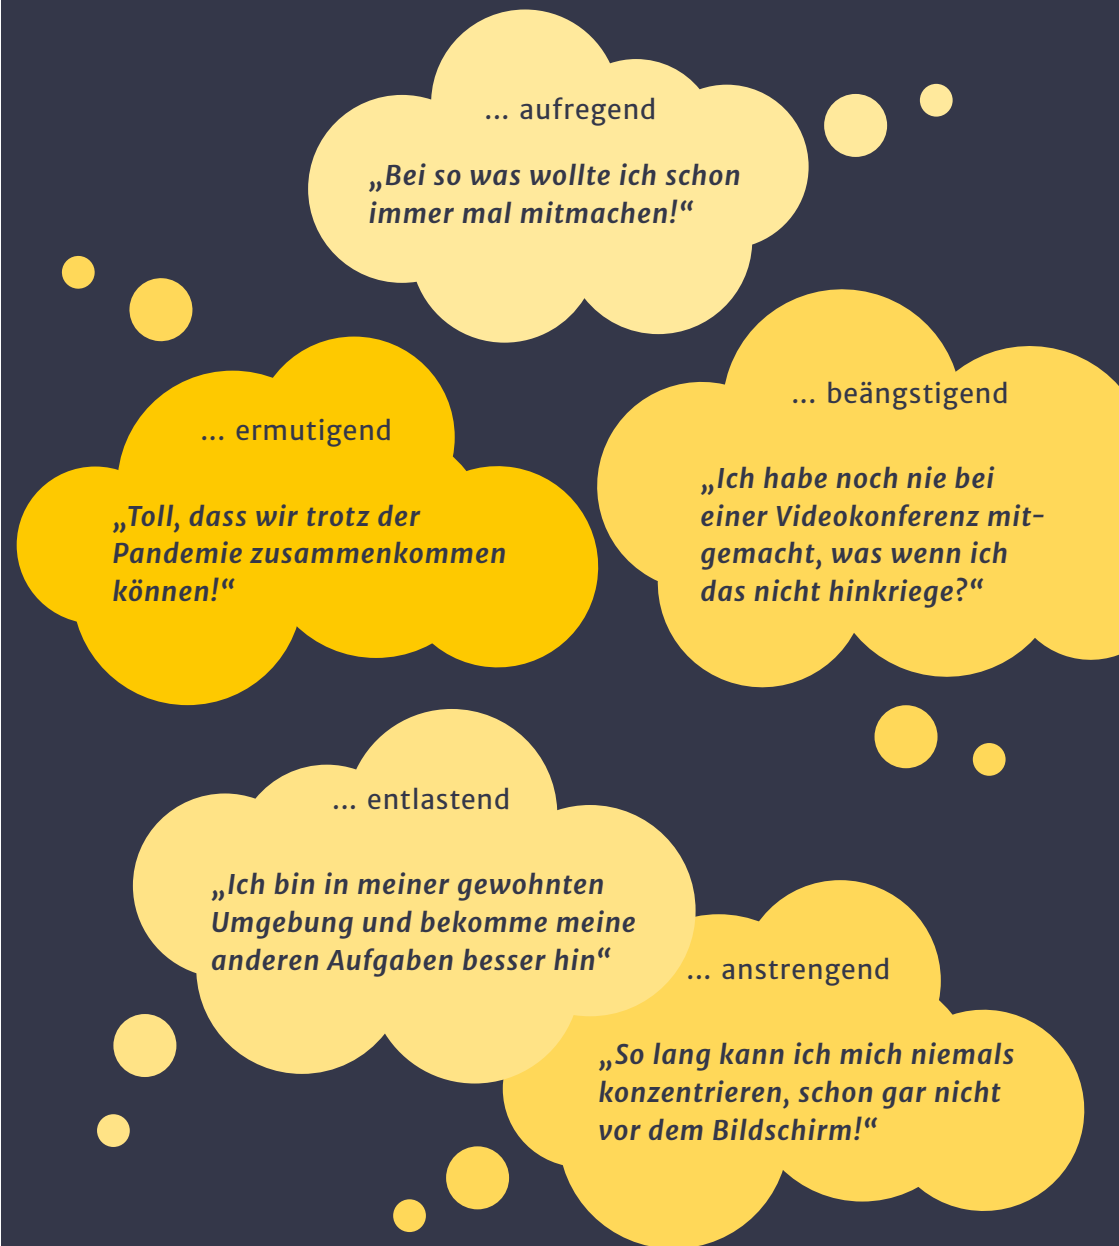 ... aufregend
„Bei so was wollte ich schon
immer mal mitmachen!“
... ermutigend
„Toll, dass wir trotz der
Pandemie zusammenkommen
können!“
... beängstigend
„Ich habe noch nie bei
einer Videokonferenz mit-
gemacht, was wenn ich
das nicht hinkriege?“
... entlastend
„Ich bin in meiner gewohnten
Umgebung und bekomme meine
anderen Aufgaben besser hin“
... anstrengend
„So lang kann ich mich niemals
konzentrieren, schon gar nicht
vor dem Bildschirm!“